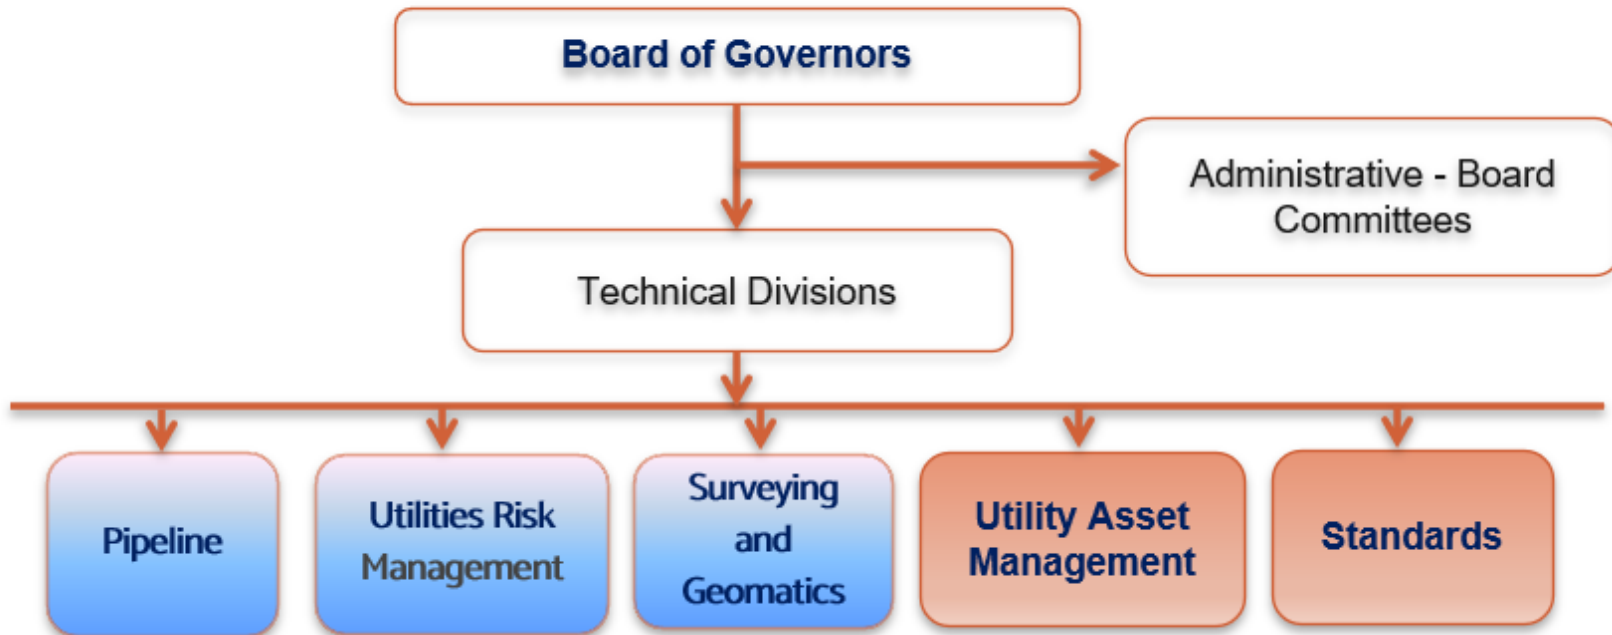 Board of Governors
Administrative - Board
Committees
Technical Divisions
Pipeline
Utilities Risk
Management
Surveying
and
Geomatics
Utility Asset
Management
Standards